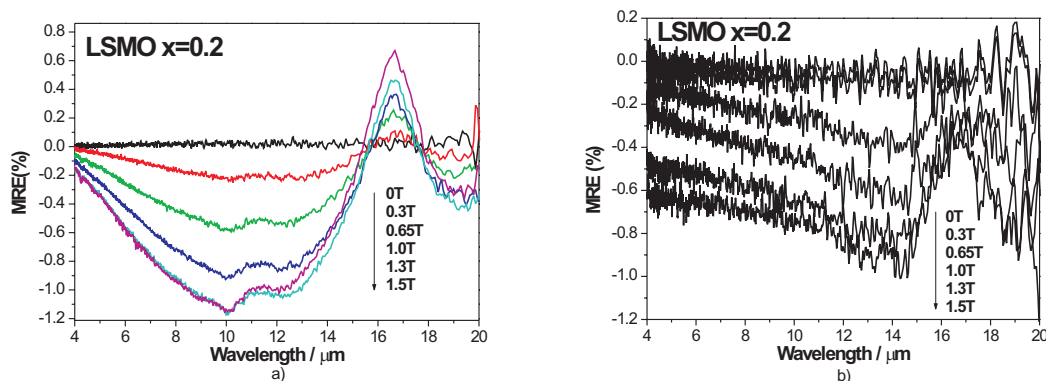 LSMO x=0.2
0.8
0.6
0.4
0.2
0.0
-0.2
-0.4
-0.6
-0.8
-1.0
-1.2
MRE(%)
0T
0.3T
0.65T
1.0T
1.3T
1.5T
4 6 8 10 12 14 16 18 20
Wavelength / μm
a)
LSMO x=0.2
0.2
0.0
-0.2
-0.4
-0.6
-0.8
-1.0
-1.2
MRE (%)
0T
0.3T
0.65T
1.0T
1.3T
1.5T
4 6 8 10 12 14 16 18 20
Wavelength / μm
b)